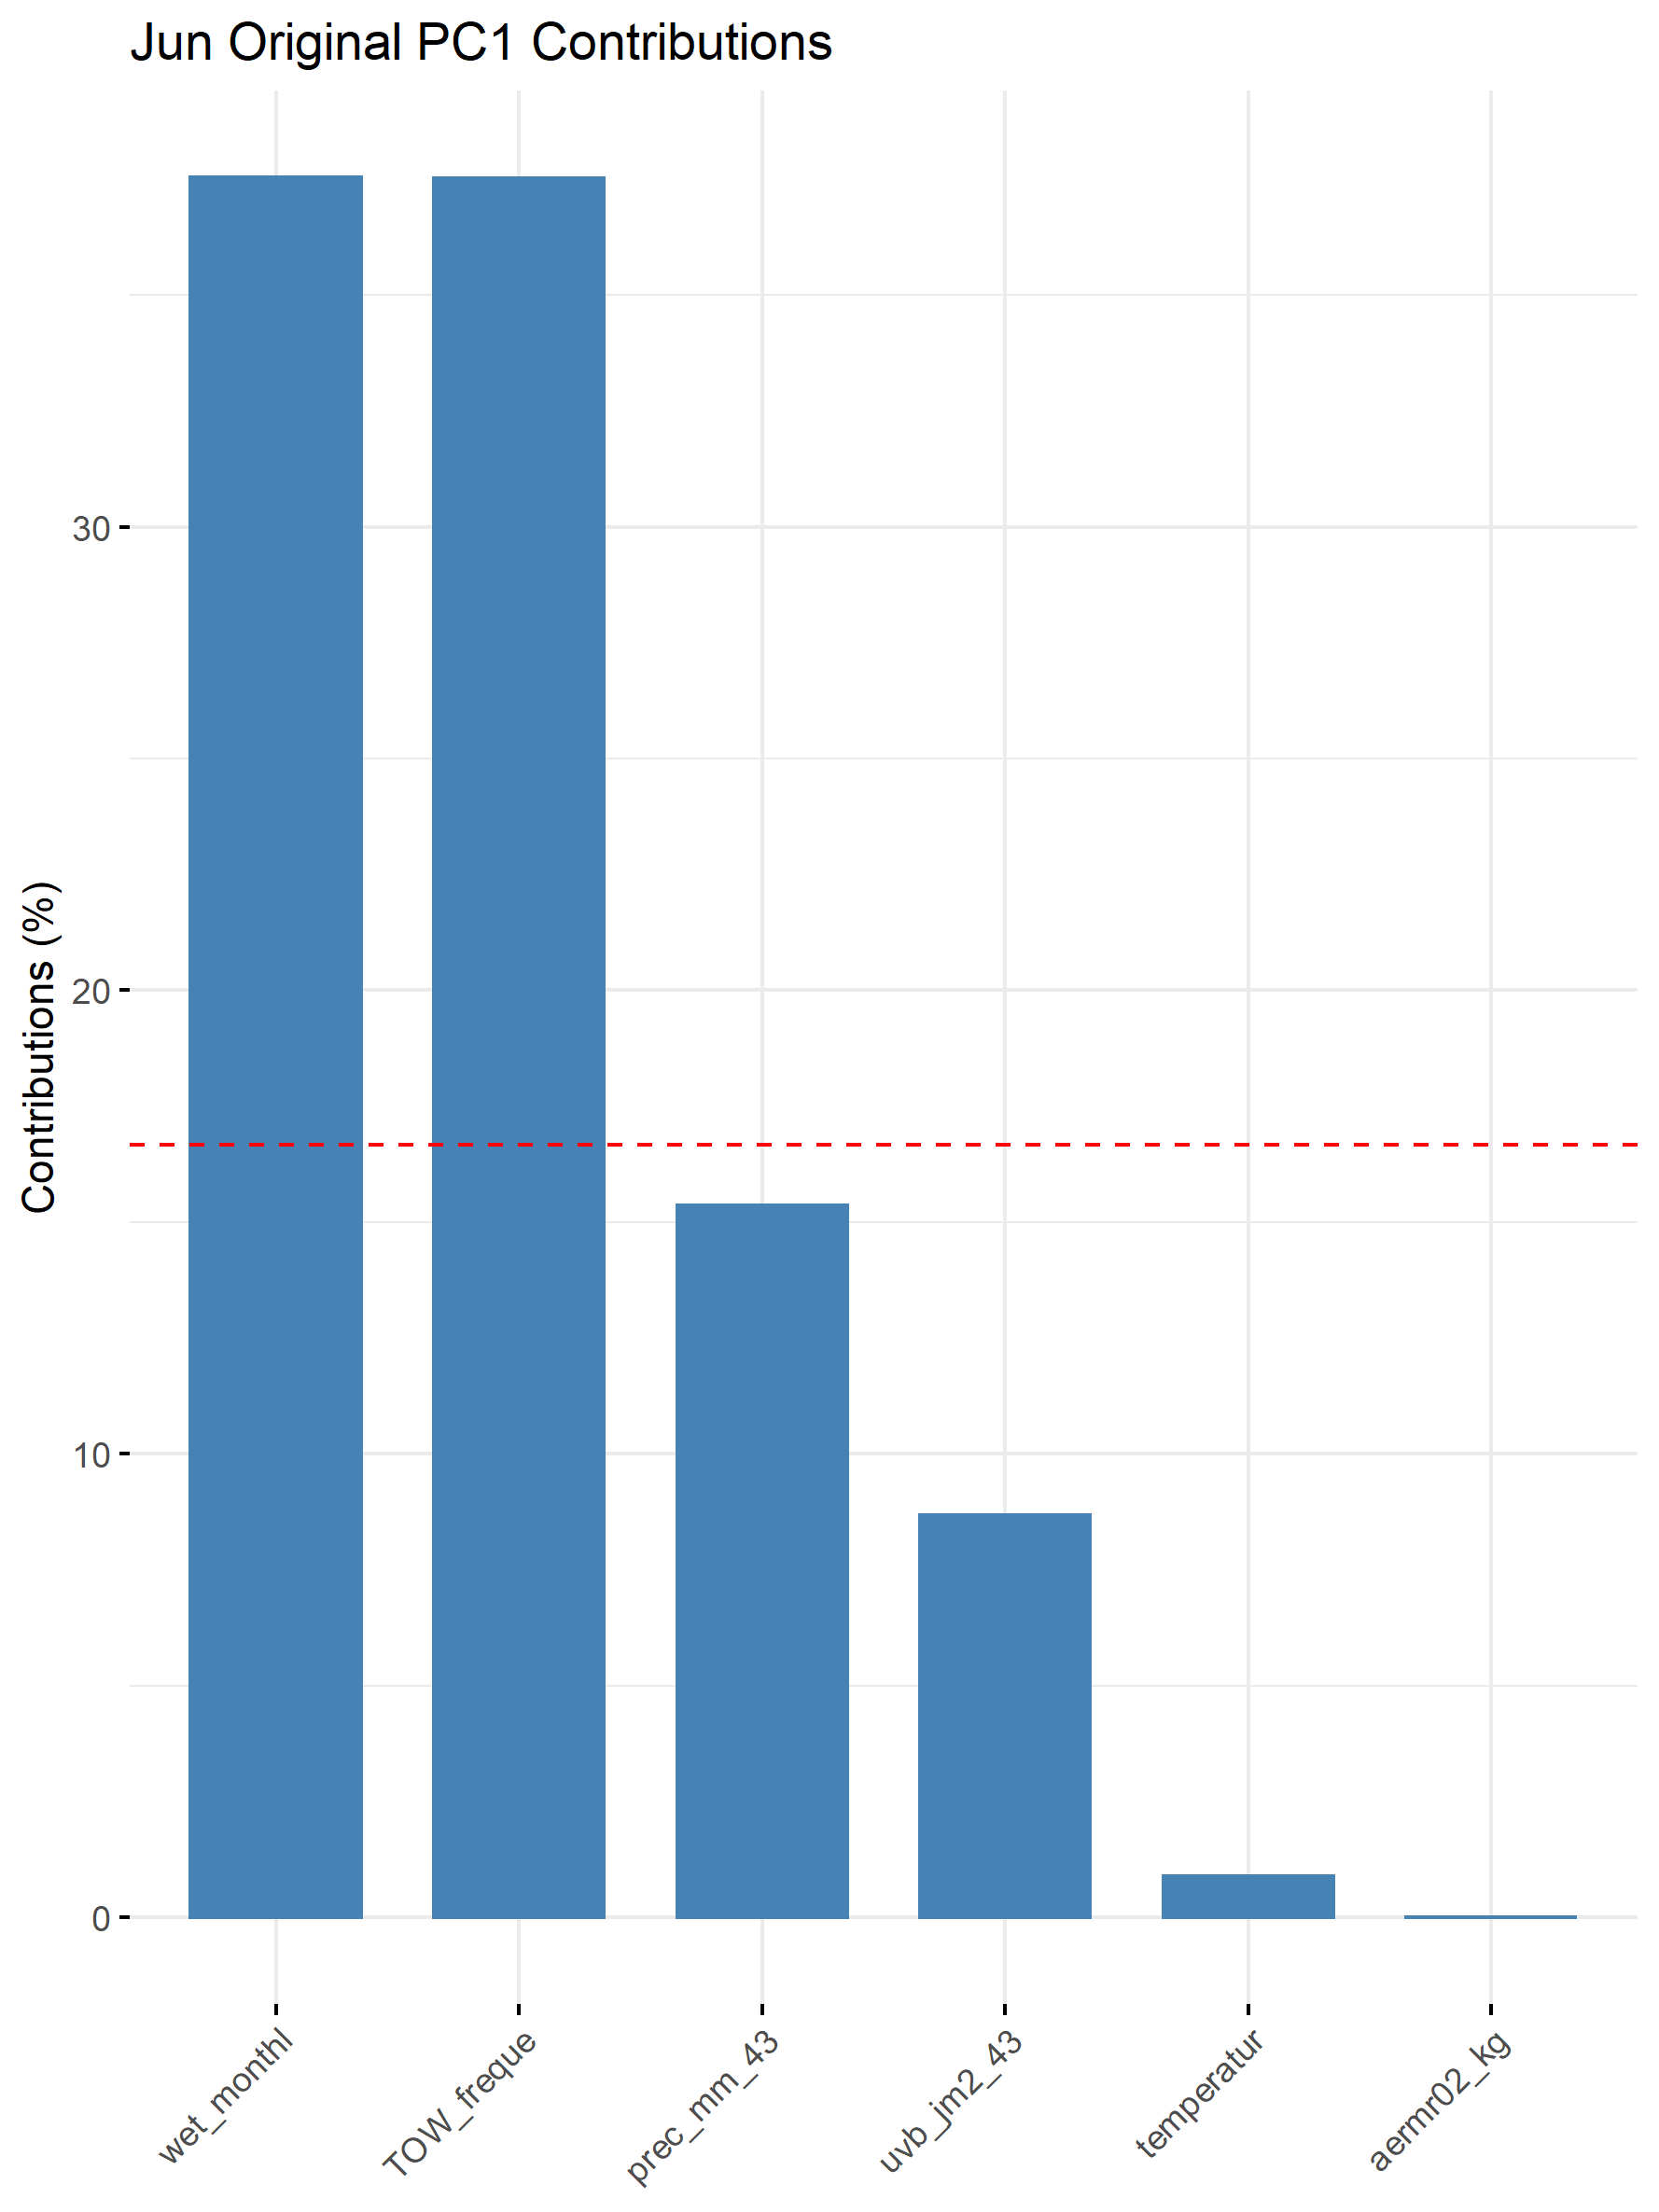 Jun Original PC1 Contributions
Contributions (%)
30
20
10
0
wet_monthl
TOW_freque
prec_mm_43
uvb_jm2_43
temperatur
aermr02_kg